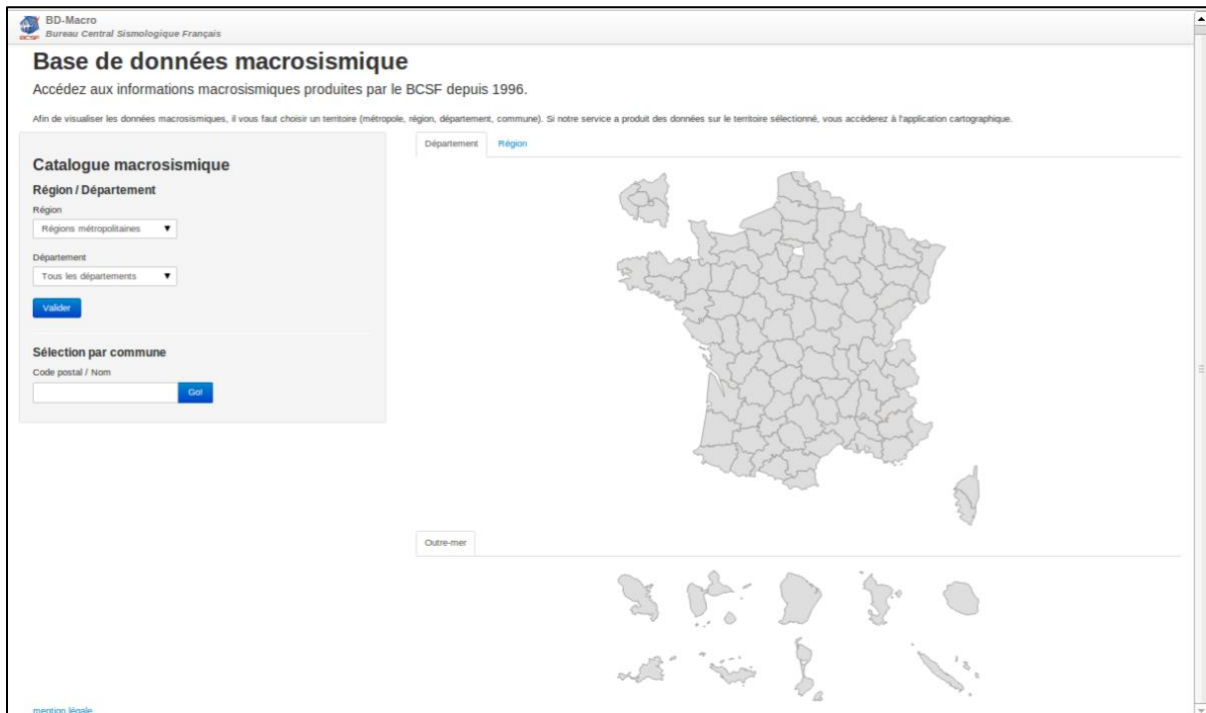 BD-Macro
Bureau Central Sismologique Français
BCSF
Base de données macrosismique
Accédez aux informations macrosismiques produites par le BCSF depuis 1996.
Afin de visualiser les données macrosismiques, il vous faut choisir un territoire (métropole, région, département, commune). Si notre service a produit des données sur le territoire sélectionné, vous accéderez à l'application cartographique.
Catalogue macrosismique
Région / Département
Région
Régions métropolitaines
Département
Tous les départements
Valider
Sélection par commune
Code postal / Nom
Go!
Département Région
Outre-mer
mention légale